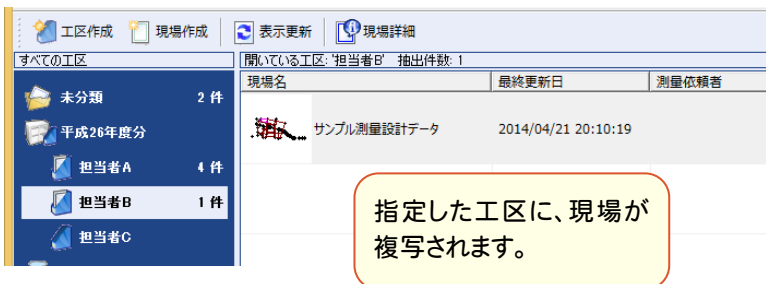 工区作成 現場作成 表示更新 現場詳細
すべての工区 開いている工区:'担当者B' 抽出件数: 1
現場名 最終更新日 測量依頼者
未分類 2 件
平成26年度分 サンプル測量設計データ 2014/04/21 20:10:19
担当者A 4 件
担当者B 1 件
担当者C
指定した工区に、現場が
複写されます。